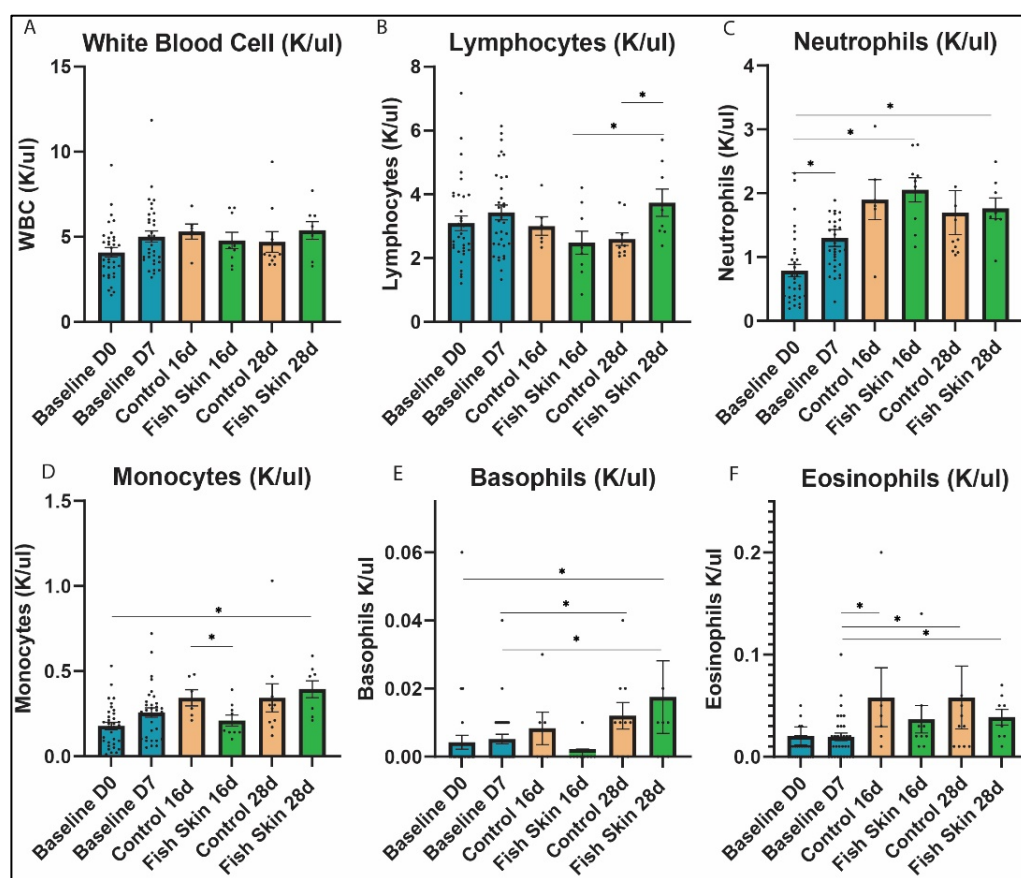 A
White Blood Cell (K/ul)
WBC (K/ul)
15
10
5
0
Baseline D0
Baseline D7
Control 16d
Fish Skin 16d
Control 28d
Fish Skin 28d
B
Lymphocytes (K/ul)
Lymphocytes (K/ul)
8
6
4
2
0
*
*
Baseline D0
Baseline D7
Control 16d
Fish Skin 16d
Control 28d
Fish Skin 28d
C
Neutrophils (K/ul)
Neutrophils (K/ul)
4
3
2
1
0
*
*
*
Baseline D0
Baseline D7
Control 16d
Fish Skin 16d
Control 28d
Fish Skin 28d
D
Monocytes (K/ul)
Monocytes (K/ul)
1.5
1.0
0.5
0.0
*
*
Baseline D0
Baseline D7
Control 16d
Fish Skin 16d
Control 28d
Fish Skin 28d
E
Basophils (K/ul)
Basophils K/ul
0.06
0.04
0.02
0.00
*
*
*
Baseline D0
Baseline D7
Control 16d
Fish Skin 16d
Control 28d
Fish Skin 28d
F
Eosinophils (K/ul)
Eosinophils K/ul
0.2
0.1
0.0
*
*
*
Baseline D0
Baseline D7
Control 16d
Fish Skin 16d
Control 28d
Fish Skin 28d